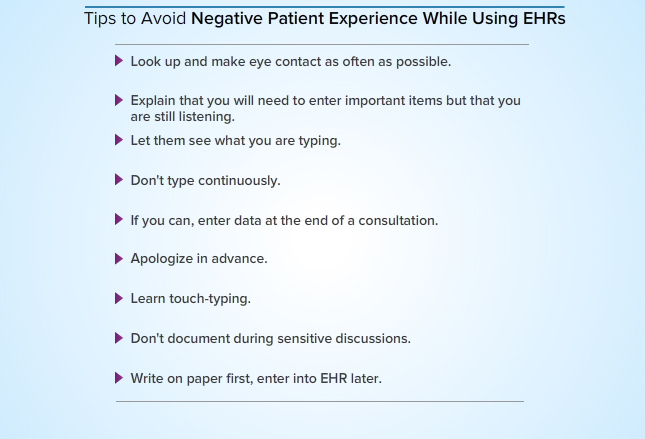 Tips to Avoid Negative Patient Experience While Using EHRs
Look up and make eye contact as often as possible.
Explain that you will need to enter important items but that you
are still listening.
Let them see what you are typing.
Don't type continuously.
If you can, enter data at the end of a consultation.
Apologize in advance.
Learn touch-typing.
Don't document during sensitive discussions.
Write on paper first, enter into EHR later.